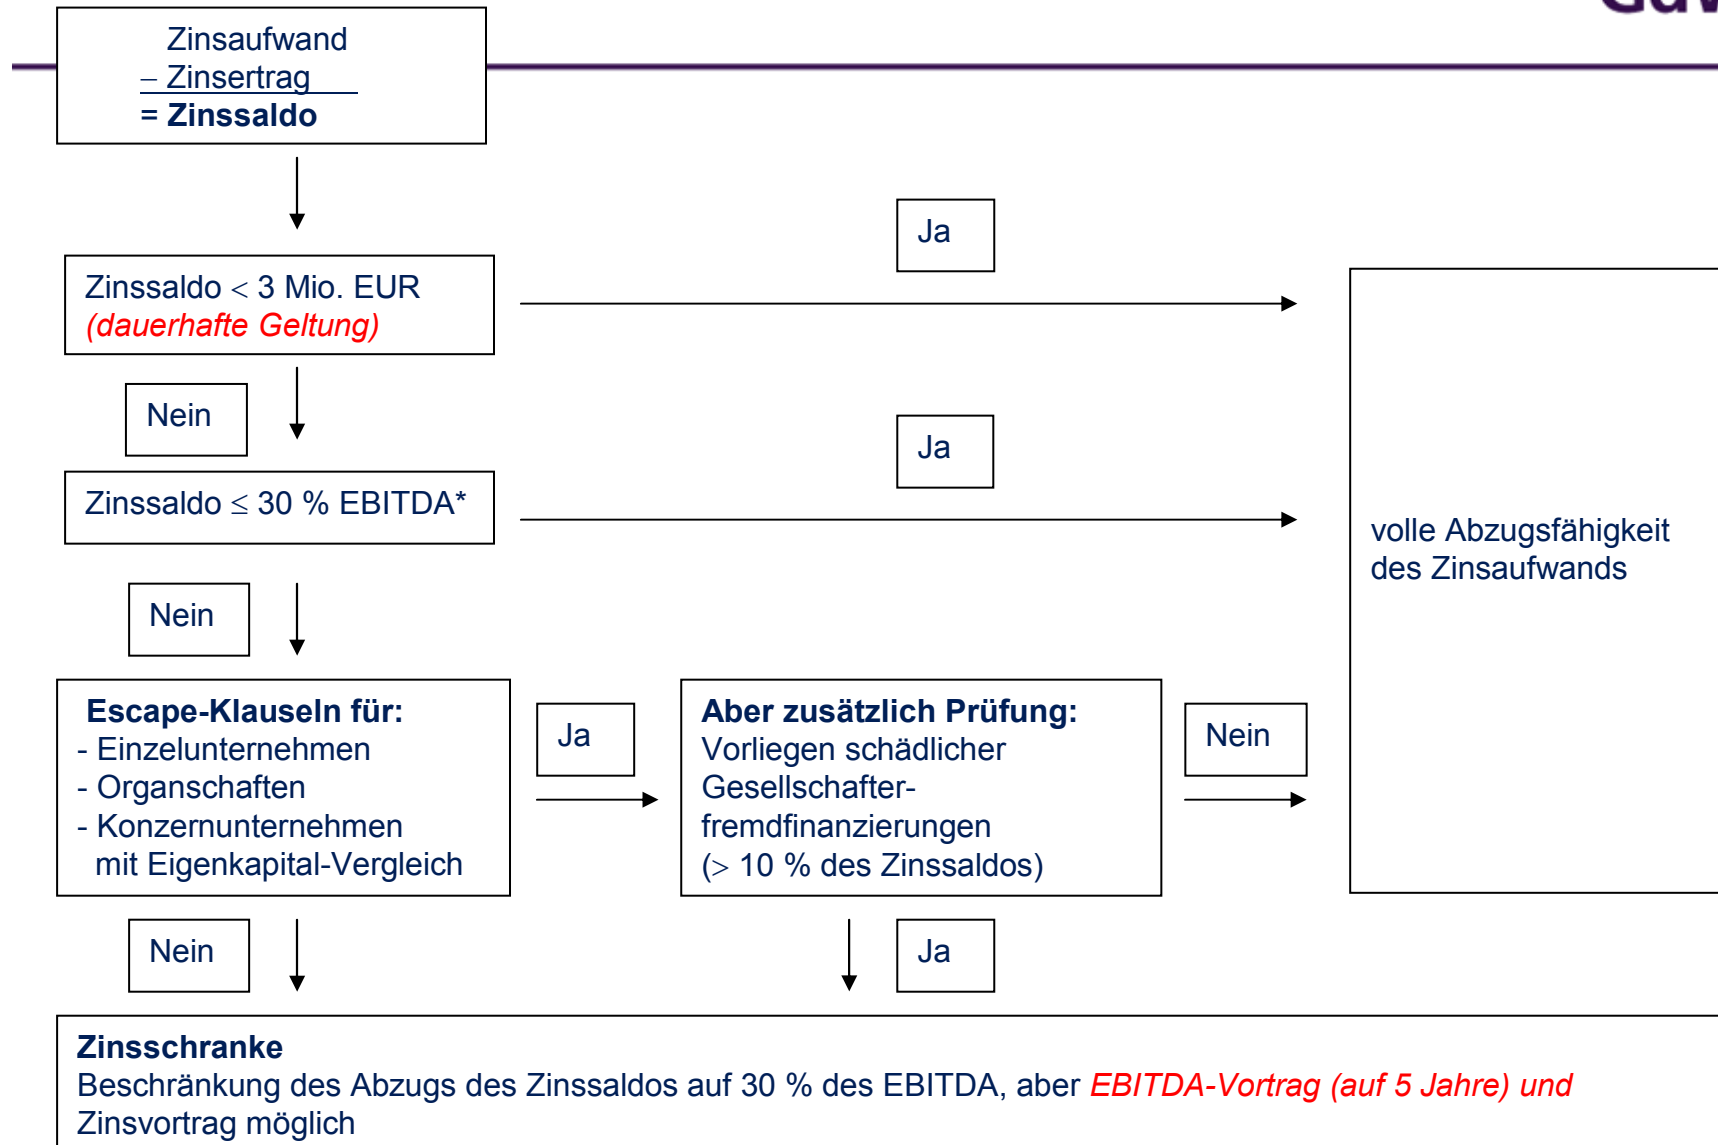 Zinsaufwand
– Zinsertrag
= Zinssaldo
Zinssaldo < 3 Mio. EUR
(dauerhafte Geltung)
Ja
Nein
Zinssaldo ≤ 30 % EBITDA*
Ja
volle Abzugsfähigkeit
des Zinsaufwands
Nein
Escape-Klauseln für:
- Einzelunternehmen
- Organschaften
- Konzernunternehmen
mit Eigenkapital-Vergleich
Ja
Aber zusätzlich Prüfung:
Vorliegen schädlicher
Gesellschafter-
fremdfinanzierungen
(> 10 % des Zinssaldos)
Nein
Nein
Ja
Zinsschranke
Beschränkung des Abzugs des Zinssaldos auf 30 % des EBITDA, aber EBITDA-Vortrag (auf 5 Jahre) und
Zinsvortrag möglich